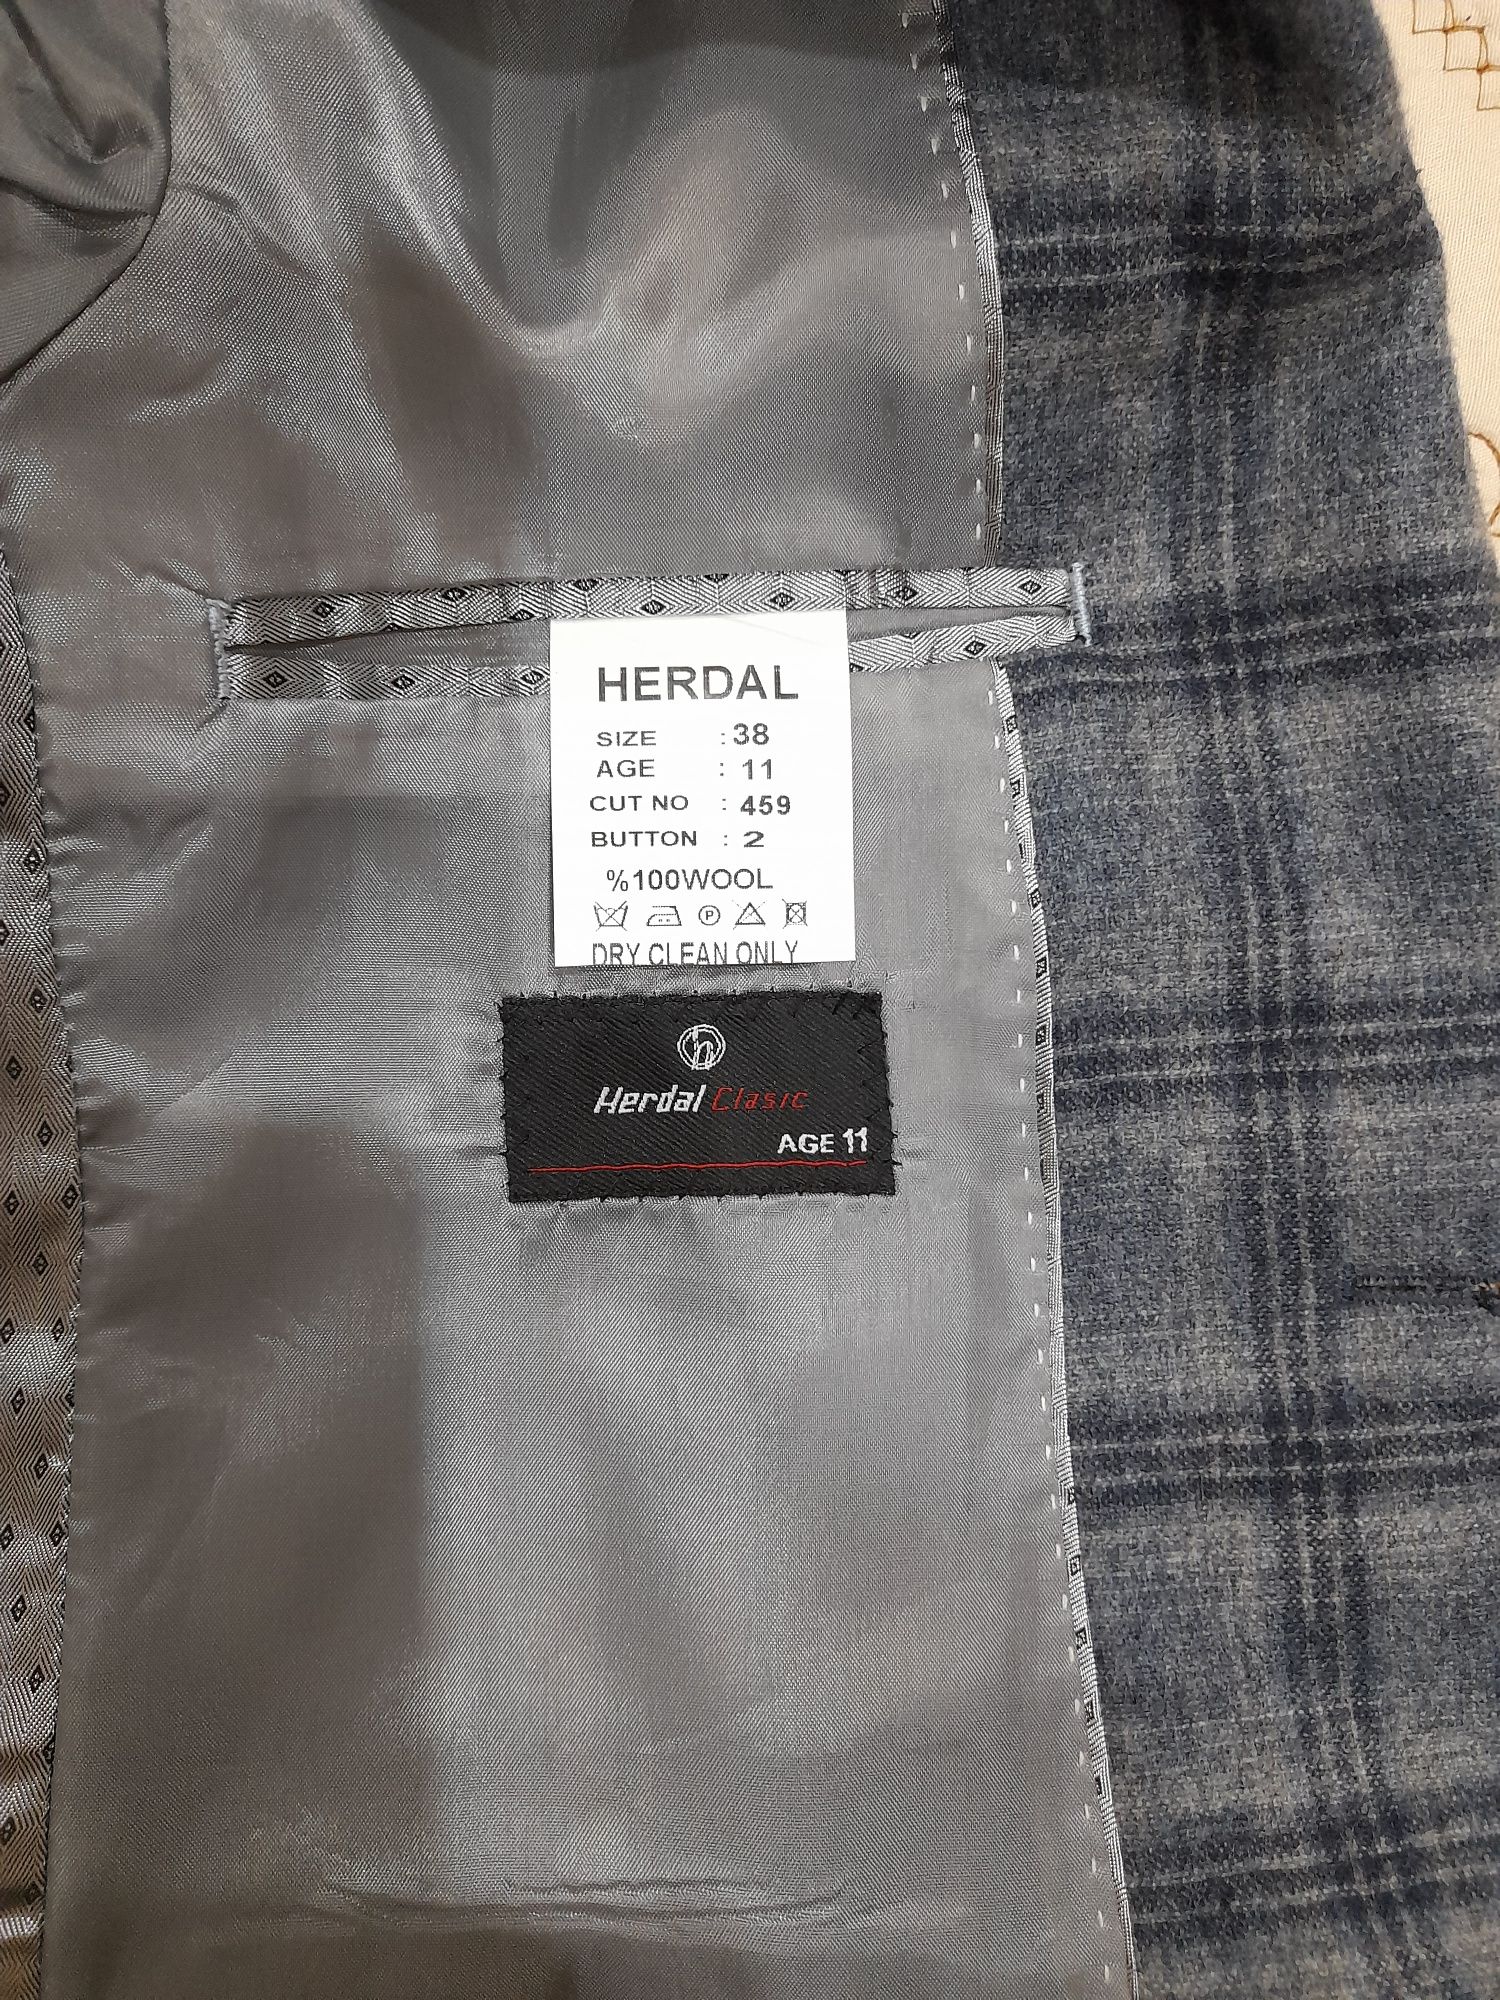 HERDAL
SIZE : 38
AGE : 11
CUT NO : 459
BUTTON : 2
%100WOOL
P
DRY CLEAN ONLY
h
Herdal Clasic
AGE 11